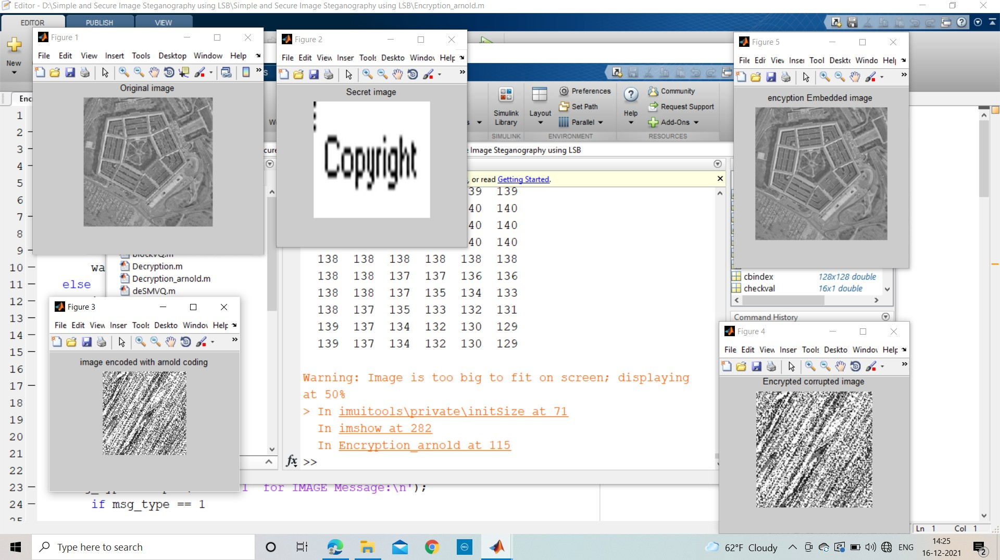 Editor - D:\Simple and Secure Image Steganography using LSB\Simple and Secure Image Steganography using LSB\Encryption_arnold.m
EDITOR PUBLISH VIEW
New
Figure 1
File Edit View Insert Tools Desktop Window Help
Original image
Figure 2
File Edit View Inser Tools Deskto Window Help
Secret image
Copyright
Figure 5
File Edit View Inser Tool Deskto Windo Help
encyption Embedded image
Simulink Library
Layout
Preferences
Set Path
Parallel
Help
Community
Request Support
Add-Ons
SIMULINK ENVIRONMENT RESOURCES
Image Steganography using LSB
, or read Getting Started.
39 139
40 140
40 140
40 140
138 138 138 138 138 138
138 138 137 137 136 136
138 138 137 135 134 133
138 137 135 133 132 131
139 137 134 132 130 129
139 137 134 132 130 129
Warning: Image is too big to fit on screen; displaying
at 50%
> In imuitools\private\initSize at 71
In imshow at 282
In Encryption_arnold at 115
fx >>
1
2
3
4
5
6
7
8
9
10 wa
11 else
12
13
14
15
16
17
18
19
20
21
22
23 1 for IMAGE Message:\n');
24 if msg_type == 1
25
blockVQ.m
Decryption.m
Decryption_arnold.m
deSMVQ.m
cbindex 128x128 double
checkval 16x1 double
Command History
Figure 3
File Edit View Inser Tools Deskto Window Help
image encoded with arnold coding
Figure 4
File Edit View Inser Tools Deskto Window Help
Encrypted corrupted image
Ln 1 Col 1
Type here to search
62°F Cloudy
ENG
14:25
16-12-2021
2